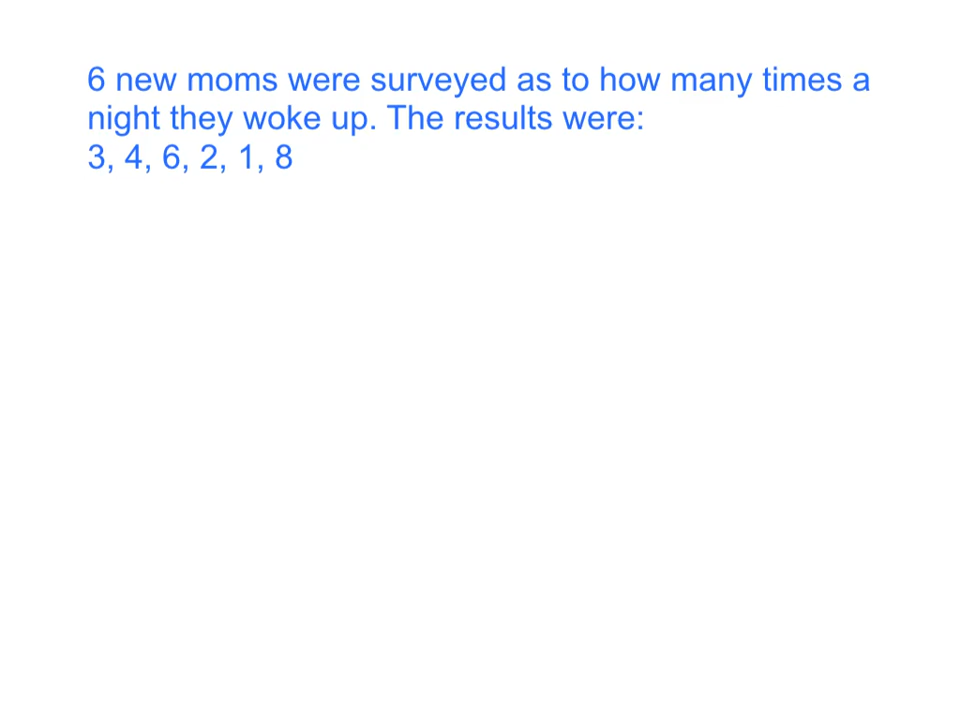 6 new moms were surveyed as to how many times a
night they woke up. The results were:
3, 4, 6, 2, 1, 8